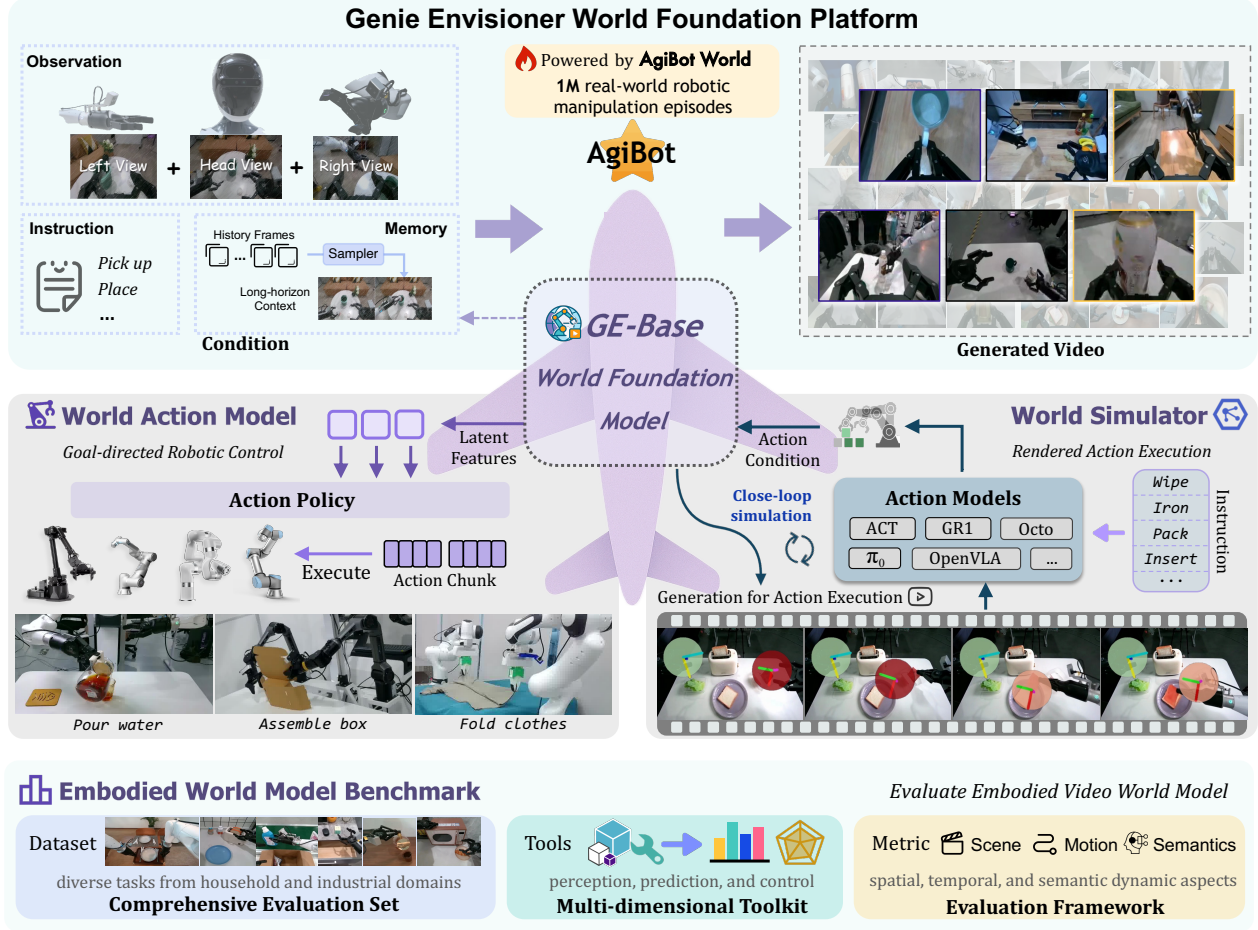 Genie Envisioner World Foundation Platform
Observation
Left View
+
Head View
+
Right View
Instruction
Pick up
Place
...
Memory
History Frames
...
Sampler
Long-horizon
Context
Condition
Powered by AgiBot World
1M real-world robotic
manipulation episodes
AgiBot
GE-Base
World Foundation
Model
Generated Video
World Action Model
Goal-directed Robotic Control
Latent
Features
Action Policy
Execute
Action Chunk
Pour water
Assemble box
Fold clothes
World Simulator
Rendered Action Execution
Action
Condition
Close-loop
simulation
Action Models
ACT
GR1
Octo
π0
OpenVLA
...
Wipe
Iron
Pack
Insert
...
Instruction
Generation for Action Execution
Embodied World Model Benchmark
Evaluate Embodied Video World Model
Dataset
diverse tasks from household and industrial domains
Comprehensive Evaluation Set
Tools
perception, prediction, and control
Multi-dimensional Toolkit
Metric
Scene
Motion
Semantics
spatial, temporal, and semantic dynamic aspects
Evaluation Framework